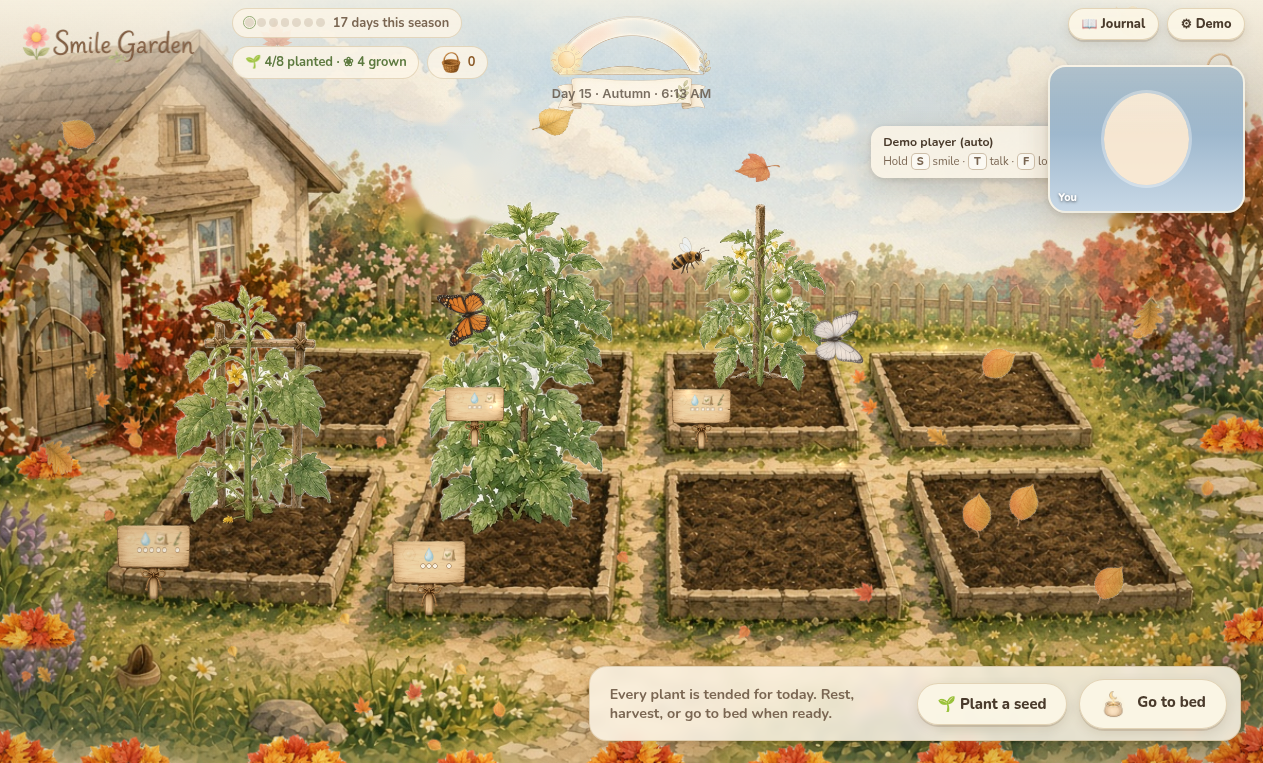 Smile Garden
17 days this season
4/8 planted · ❀ 4 grown
0
Day 15 · Autumn · 6:13 AM
Journal
Demo
Demo player (auto)
Hold S smile · T talk · F lo
You
Every plant is tended for today. Rest,
harvest, or go to bed when ready.
Plant a seed
Go to bed